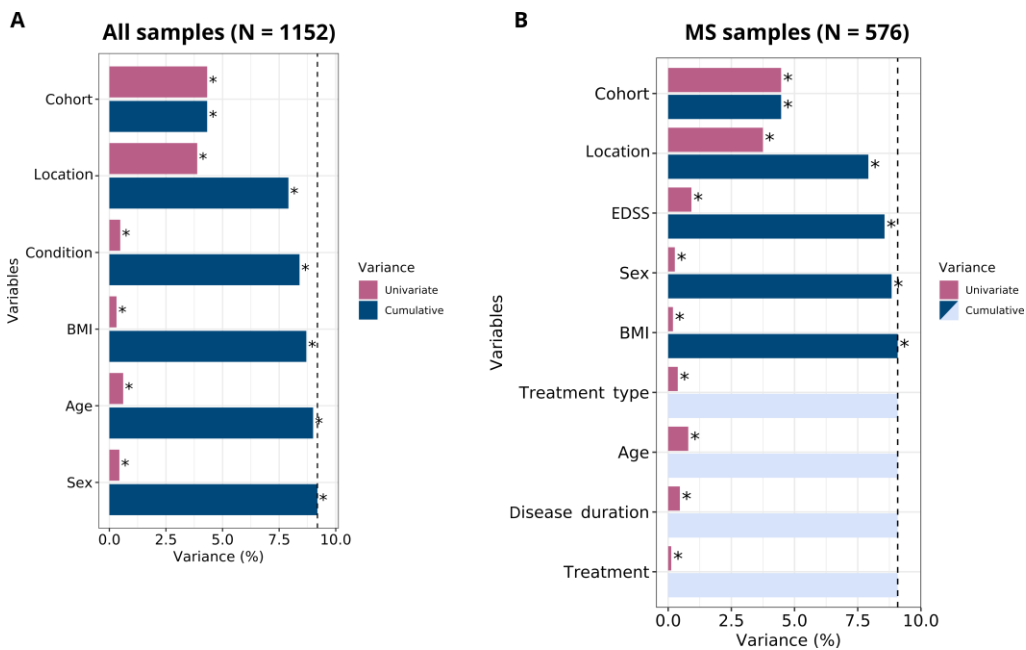 A
All samples (N = 1152)
Variables
Cohort
*
*
Location
*
*
Condition
*
*
BMI
*
*
Age
*
*
Sex
*
*
0.0 2.5 5.0 7.5 10.0
Variance (%)
Variance
Univariate
Cumulative
B
MS samples (N = 576)
Variables
Cohort
*
*
Location
*
*
EDSS
*
*
Sex
*
*
BMI
*
*
Treatment type
*
Age
*
Disease duration
*
Treatment
*
0.0 2.5 5.0 7.5 10.0
Variance (%)
Variance
Univariate
Cumulative